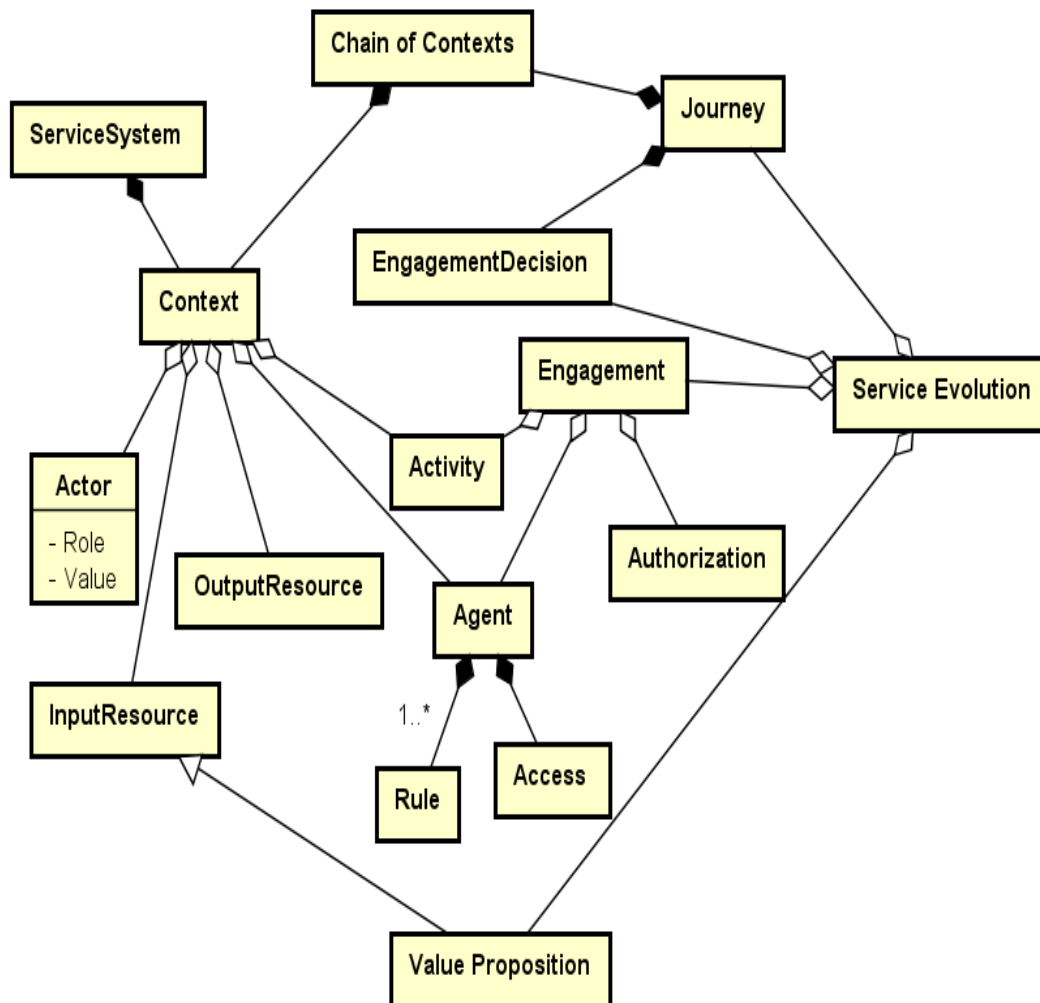 Chain of Contexts
Journey
ServiceSystem
EngagementDecision
Context
Engagement
Service Evolution
Activity
Actor
- Role
- Value
OutputResource
Authorization
Agent
InputResource
1..*
Access
Rule
Value Proposition